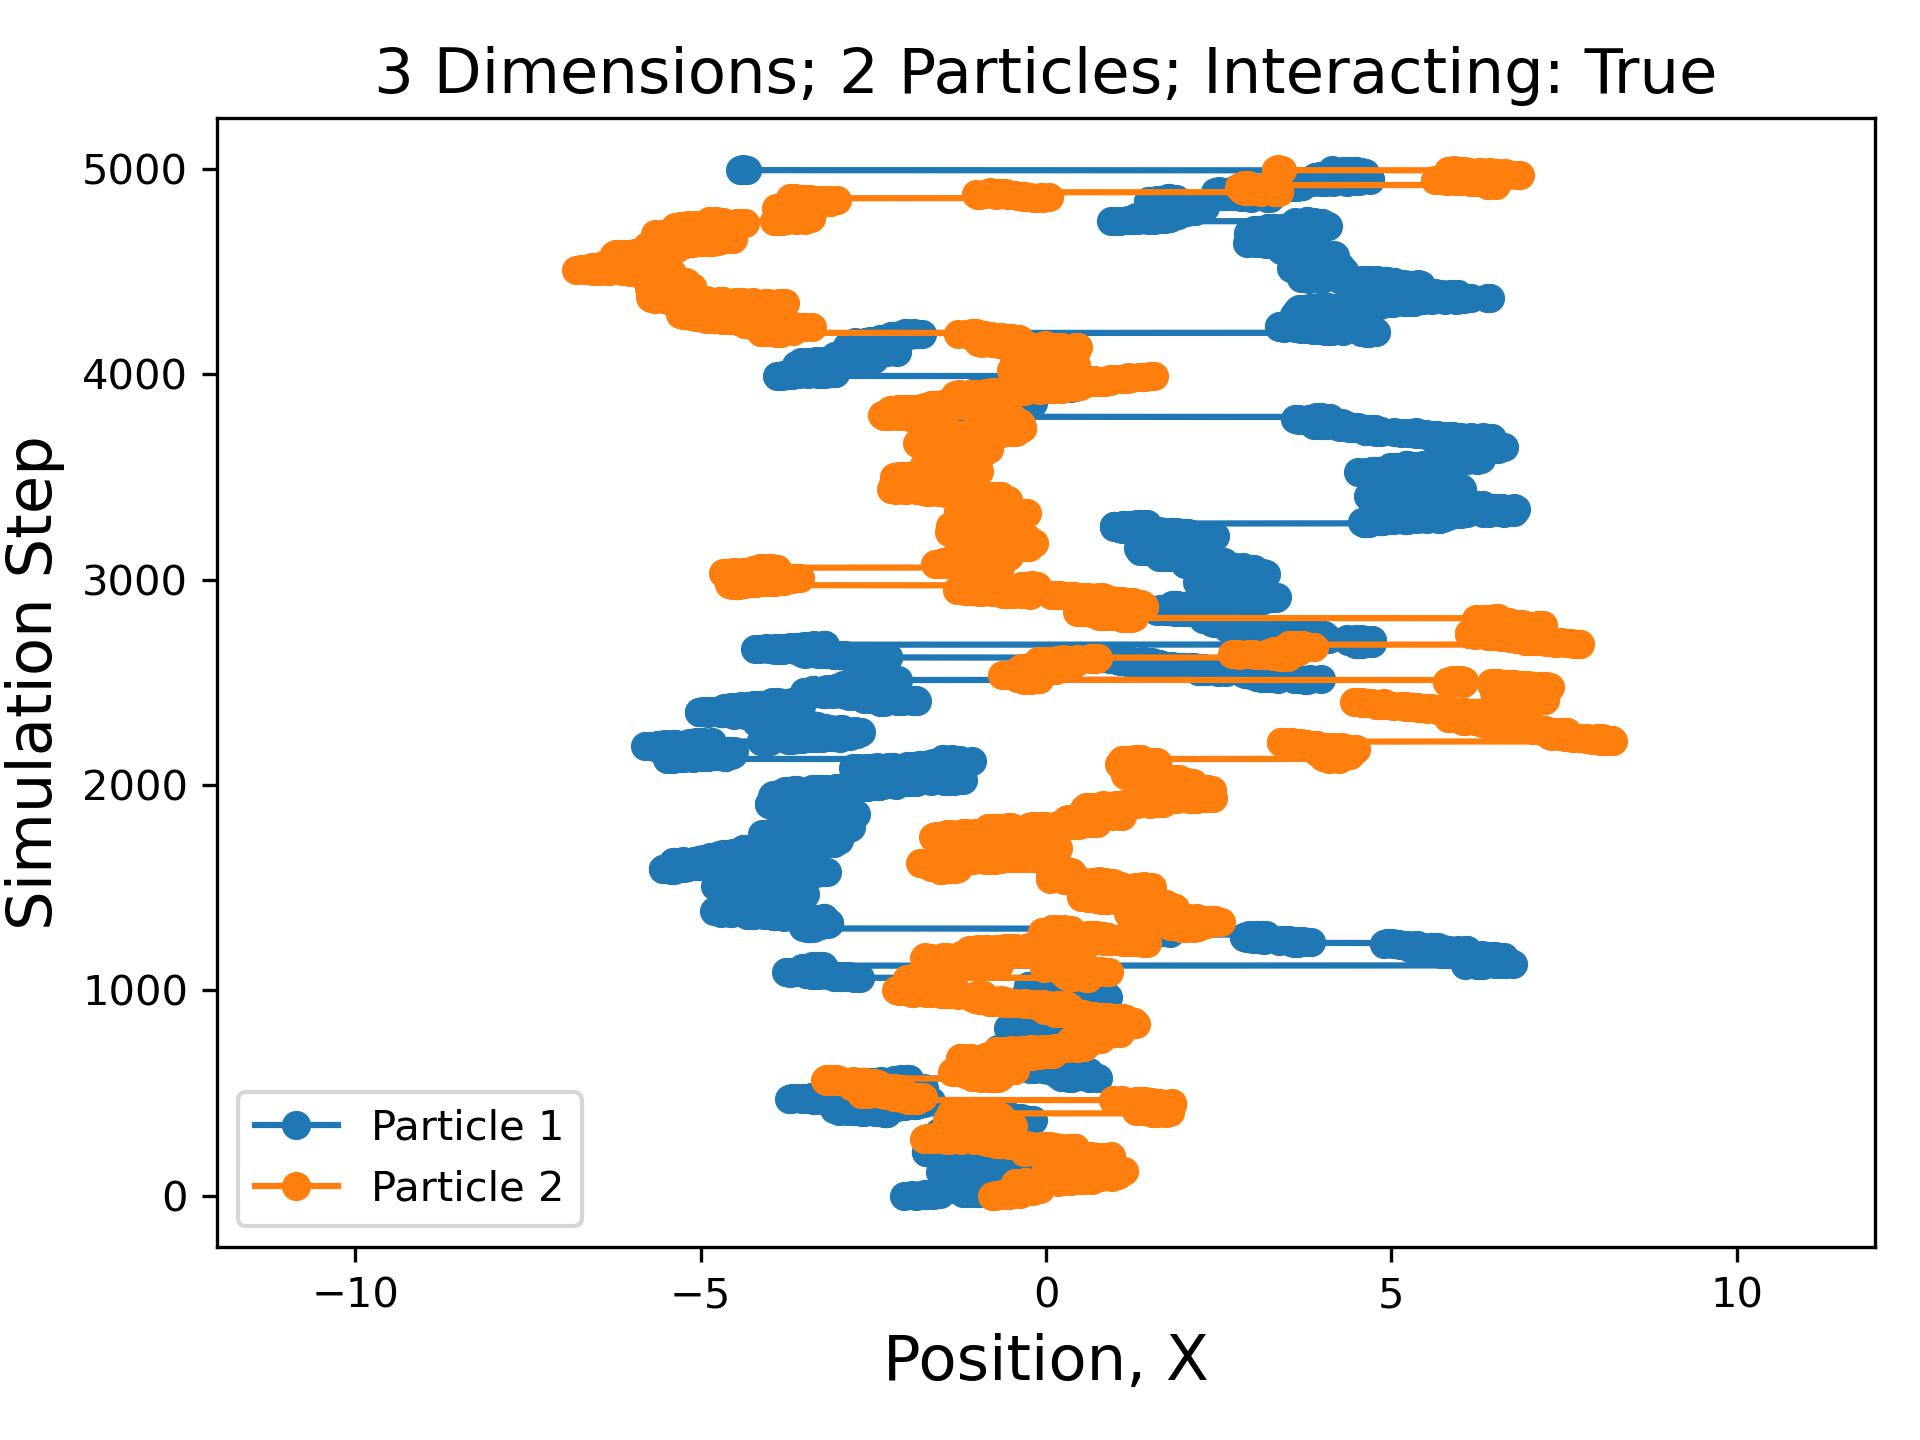 3 Dimensions; 2 Particles; Interacting: True
Simulation Step
5000
4000
3000
2000
1000
0
Particle 1
Particle 2
−10
−5
0
5
10
Position, X